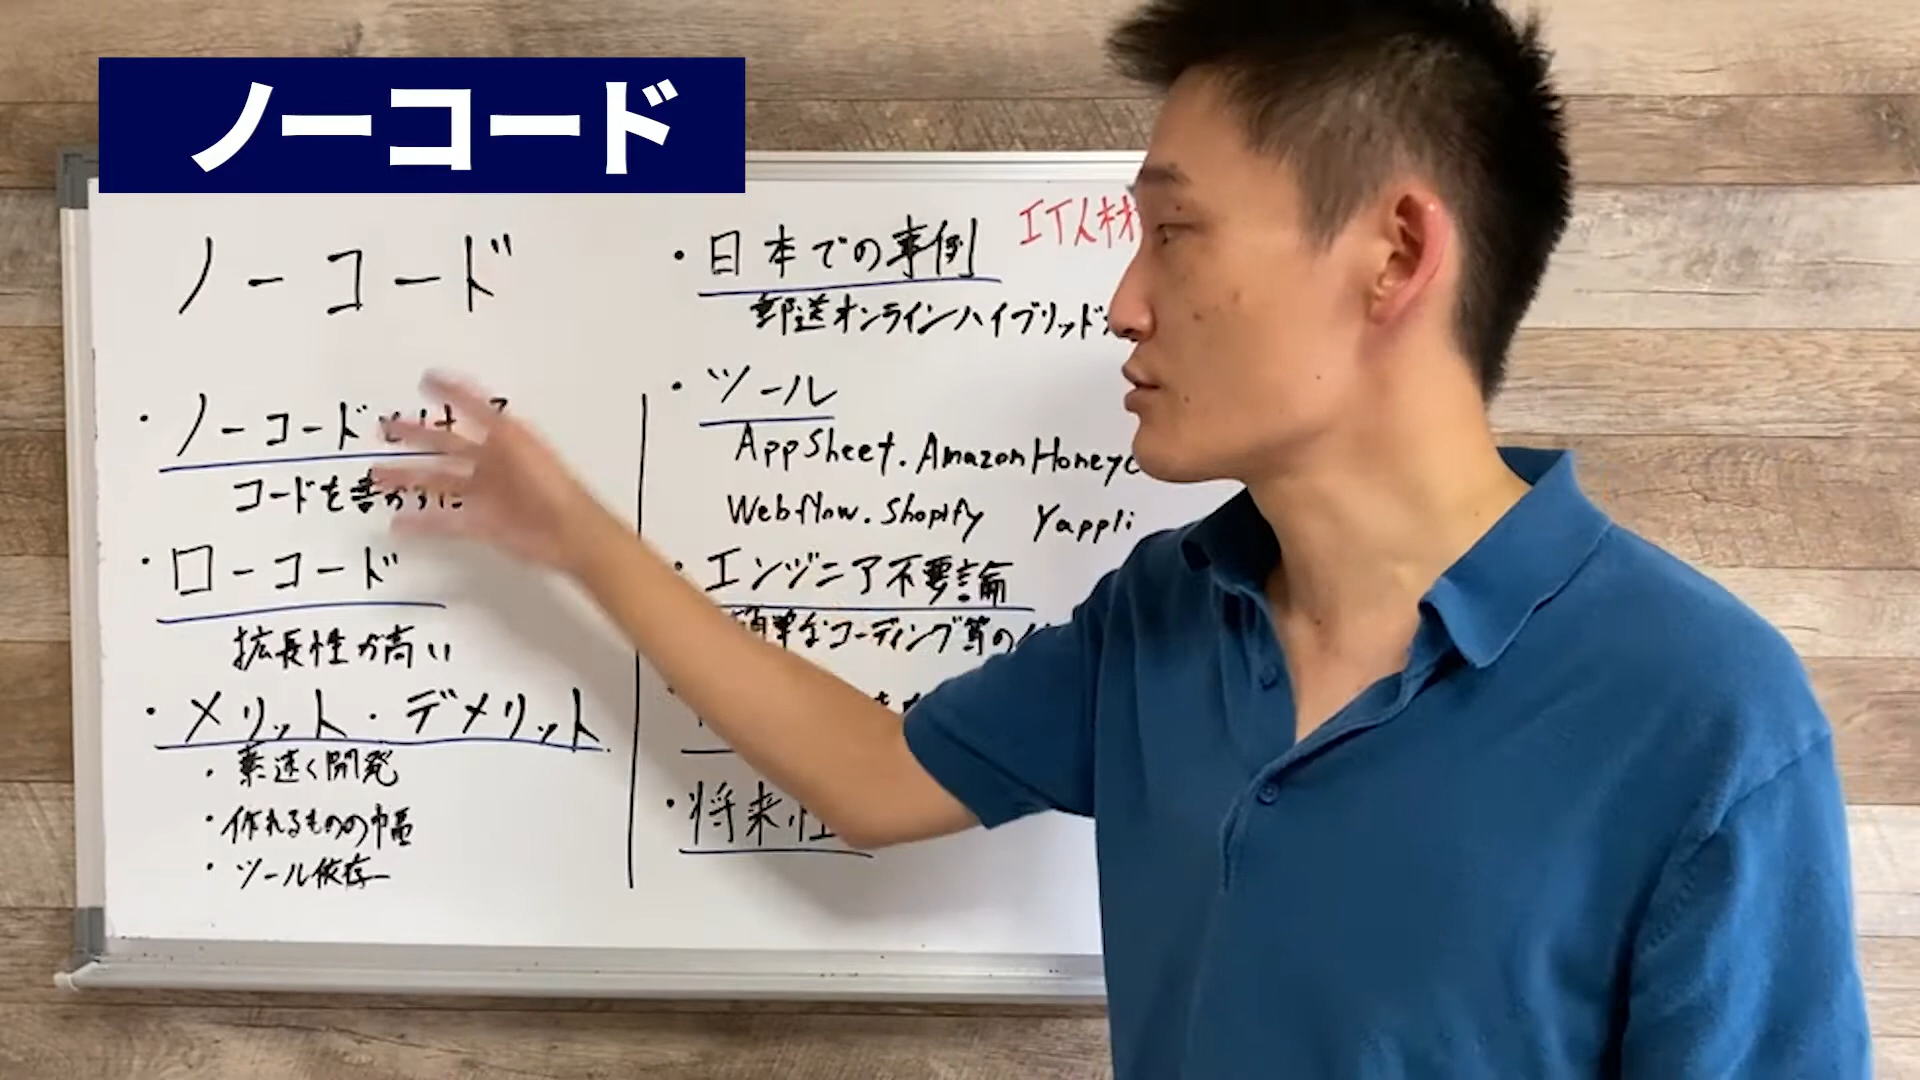 ノーコード
ノーコード
・ノーコードとは？
コードを書かずに
・ローコード
拡張性が高い
・メリット・デメリット
・素速く開発
・作れるものの幅
・ツール依存
・日本での事例
IT人材
郵送オンラインハイブリッド
・ツール
AppSheet. AmazonHoneyc
Webflow. Shopify Yappli
・エンジニア不要論
簡単なコーディング等の
・将来性